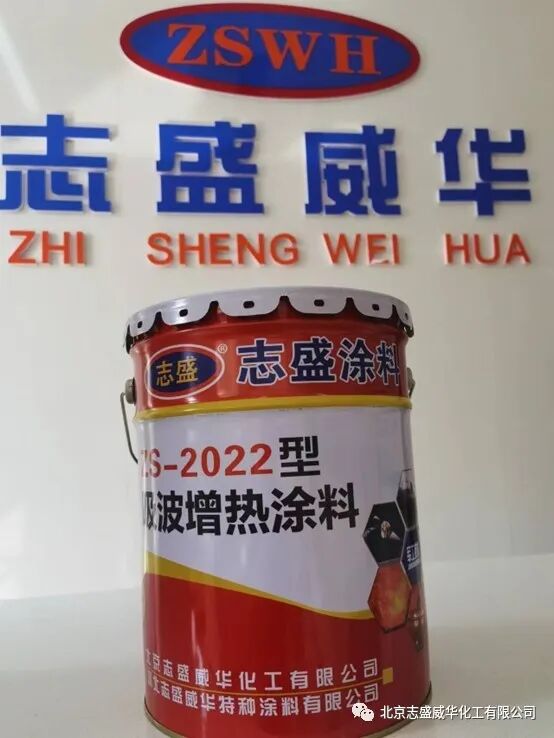 ZSWH
志盛威华
ZHI SHENG WEI HUA
志盛®
志盛涂料
ZS-2022型
吸波增热涂料
北京志盛威华化工有限公司
河北志盛威华特种涂料有限公司
北京志盛威华化工有限公司